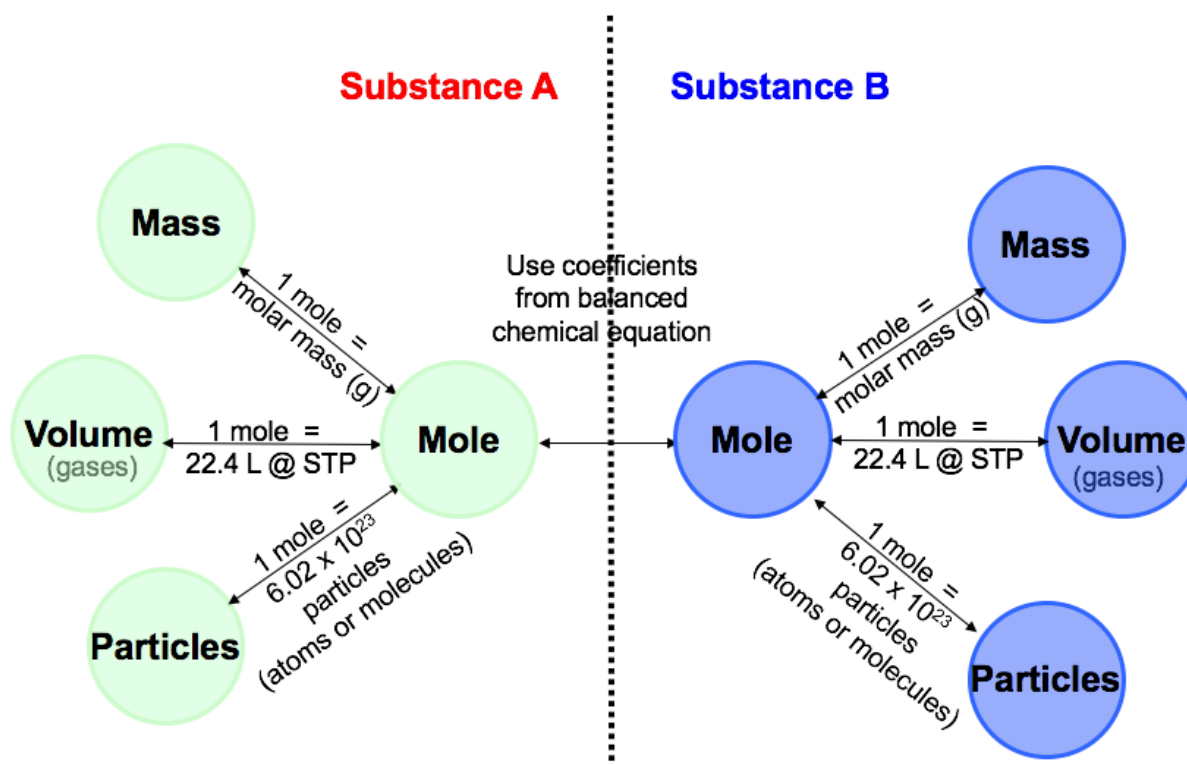 Substance A
Substance B
Mass
1 mole =
molar mass (g)
Volume
(gases)
1 mole =
22.4 L @ STP
Mole
1 mole =
6.02 x 10²³
particles
(atoms or molecules)
Particles
Use coefficients
from balanced
chemical equation
Mass
1 mole =
molar mass (g)
Mole
1 mole =
22.4 L @ STP
Volume
(gases)
1 mole =
6.02 x 10²³
particles
(atoms or molecules)
Particles